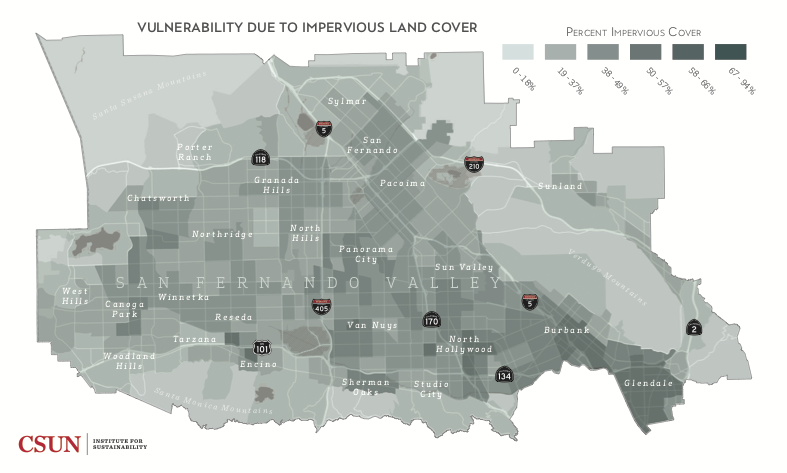 VULNERABILITY DUE TO IMPERVIOUS LAND COVER
PERCENT IMPERVIOUS COVER
0-18%
19-37%
38-49%
50-57%
58-66%
67-94%
Santa Susana Mountains
Sylmar
5
San
Fernando
Porter
Ranch
118
210
Granada
Hills
Pacoima
Sunland
Chatsworth
Northridge
North
Hills
Panorama
City
Sun Valley
Verdugo Mountains
SAN FERNANDO VALLEY
West
Hills
Canoga
Park
Winnetka
Reseda
405
Van Nuys
170
5
Burbank
2
Tarzana
101
North
Hollywood
Woodland
Hills
Encino
134
Sherman
Oaks
Studio
City
Glendale
Santa Monica Mountains
CSUN
INSTITUTE FOR
SUSTAINABILITY